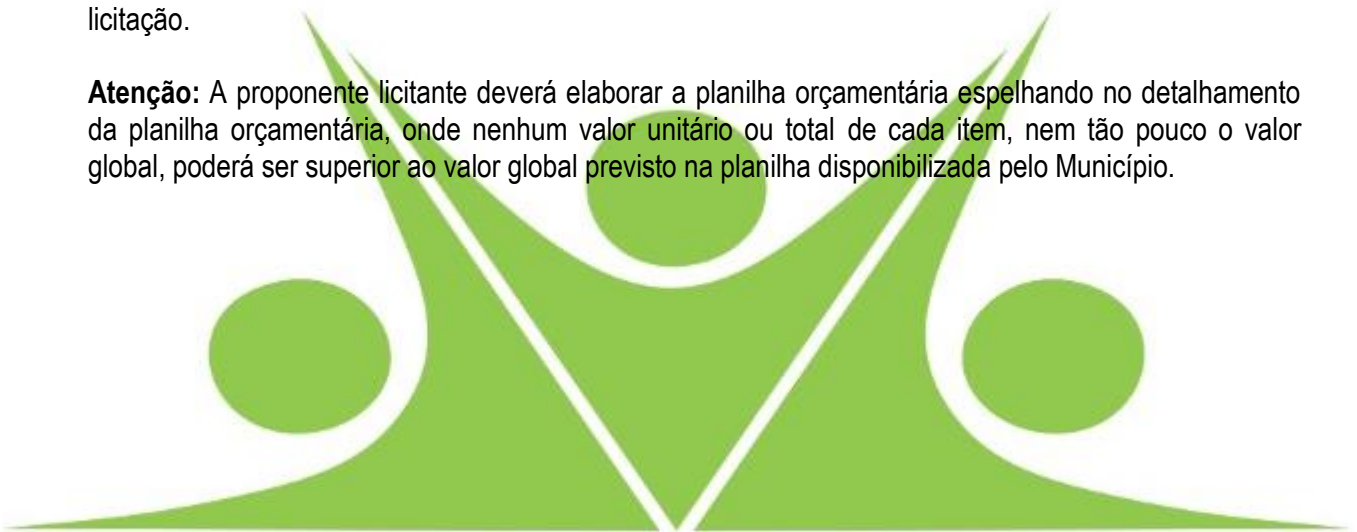 licitação.
Atenção: A proponente licitante deverá elaborar a planilha orçamentária espelhando no detalhamento
da planilha orçamentária, onde nenhum valor unitário ou total de cada item, nem tão pouco o valor
global, poderá ser superior ao valor global previsto na planilha disponibilizada pelo Município.